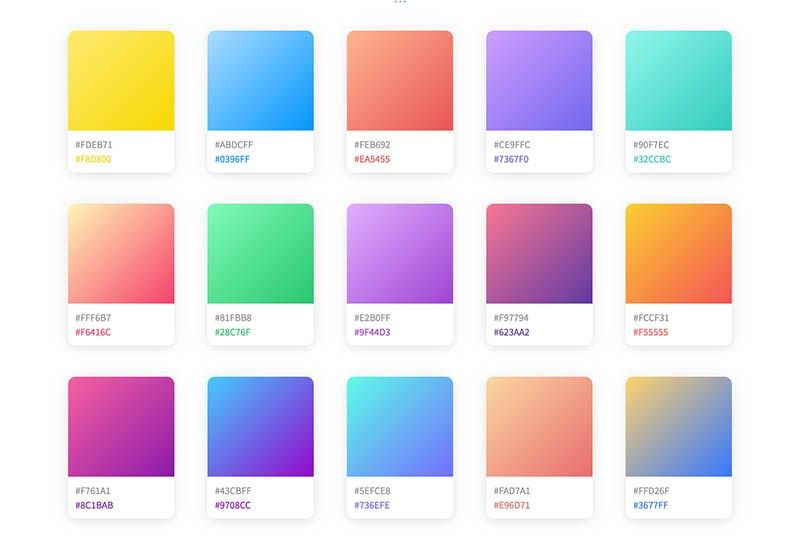 #FDEB71
#F8D800
#ABDCFF
#0396FF
#FEB692
#EA5455
#CE9FFC
#7367F0
#90F7EC
#32CCBC
#FFF6B7
#F6416C
#81FBB8
#28C76F
#E2B0FF
#9F44D3
#F97794
#623AA2
#FCCF31
#F55555
#F761A1
#8C1BAB
#43CBFF
#9708CC
#5EFCE8
#736EFE
#FAD7A1
#E96D71
#FFD26F
#3677FF